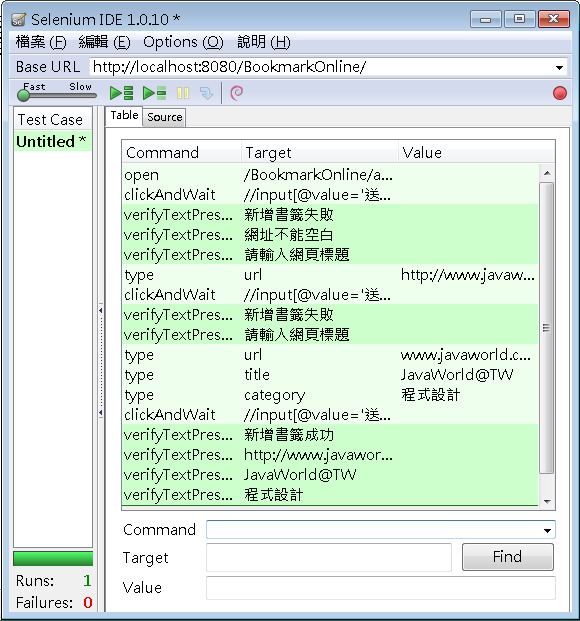 Selenium IDE 1.0.10 *
檔案 (F) 編輯 (E) Options (O) 說明 (H)
Base URL http://localhost:8080/BookmarkOnline/
Fast Slow
Test Case
Untitled *
Table Source
Command Target Value
open /BookmarkOnline/a...
clickAndWait //input[@value='送...
verifyTextPres... 新增書籤失敗
verifyTextPres... 網址不能空白
verifyTextPres... 請輸入網頁標題
type url http://www.javaw...
clickAndWait //input[@value='送...
verifyTextPres... 新增書籤失敗
verifyTextPres... 請輸入網頁標題
type url www.javaworld.c...
type title JavaWorld@TW
type category 程式設計
clickAndWait //input[@value='送...
verifyTextPres... 新增書籤成功
verifyTextPres... http://www.javawor...
verifyTextPres... JavaWorld@TW
verifyTextPres... 程式設計
Command
Target Find
Value
Runs: 1
Failures: 0